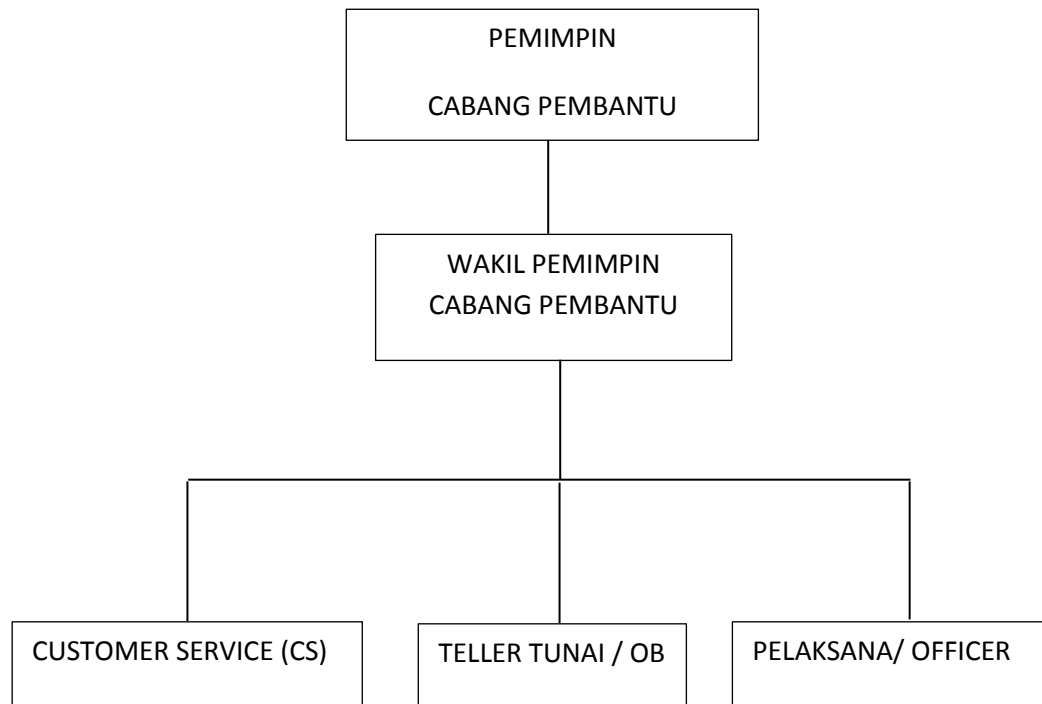 PEMIMPIN
CABANG PEMBANTU
WAKIL PEMIMPIN
CABANG PEMBANTU
CUSTOMER SERVICE (CS)
TELLER TUNAI / OB
PELAKSANA/ OFFICER